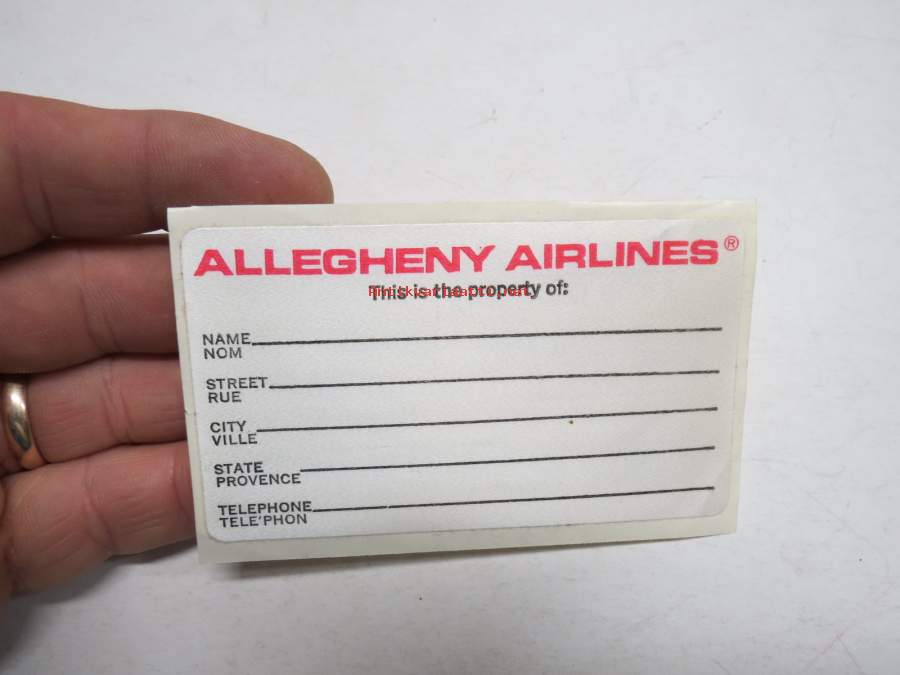 ALLEGHENY AIRLINES®
This is the property of:
NAME
NOM
STREET
RUE
CITY
VILLE
STATE
PROVENCE
TELEPHONE
TELE'PHON